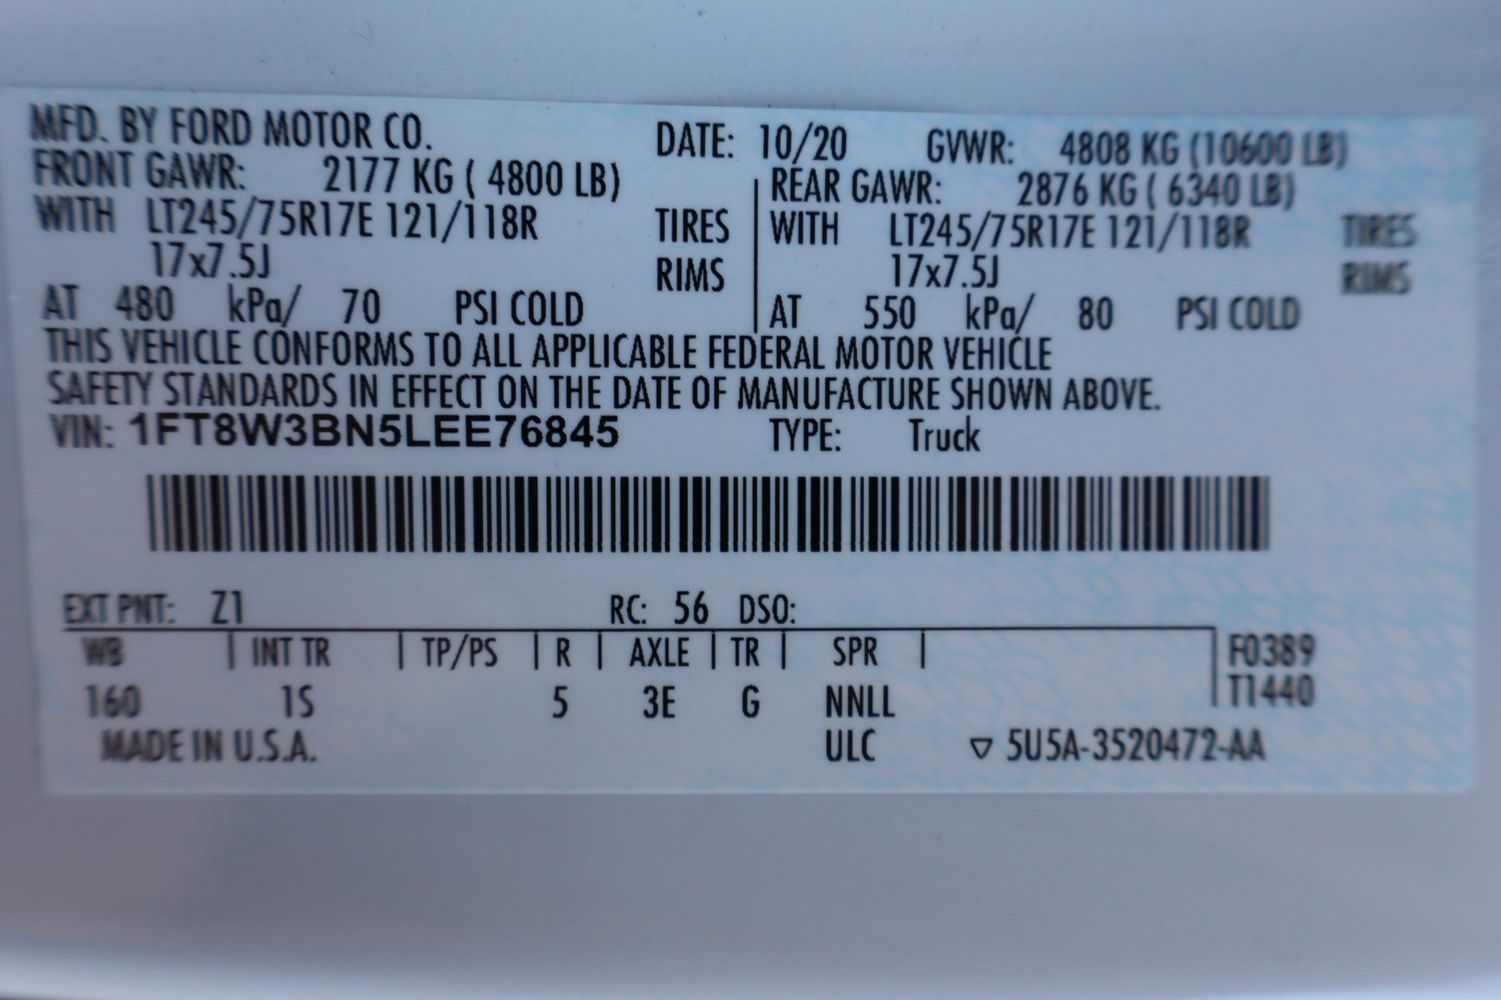 MFD. BY FORD MOTOR CO. DATE: 10/20 GVWR: 4808 KG (10600 LB)
FRONT GAWR: 2177 KG ( 4800 LB) REAR GAWR: 2876 KG ( 6340 LB)
WITH LT245/75R17E 121/118R TIRES WITH LT245/75R17E 121/118R TIRES
17x7.5J RIMS 17x7.5J RIMS
AT 480 kPa/ 70 PSI COLD AT 550 kPa/ 80 PSI COLD
THIS VEHICLE CONFORMS TO ALL APPLICABLE FEDERAL MOTOR VEHICLE
SAFETY STANDARDS IN EFFECT ON THE DATE OF MANUFACTURE SHOWN ABOVE.
VIN: 1FT8W3BN5LEE76845 TYPE: Truck
EXT PNT: Z1 RC: 56 DSO:
WB | INT TR | TP/PS | R | AXLE | TR | SPR | F0389
160 1S 5 3E G NNLL T1440
MADE IN U.S.A. ULC ▽ 5U5A-3520472-AA